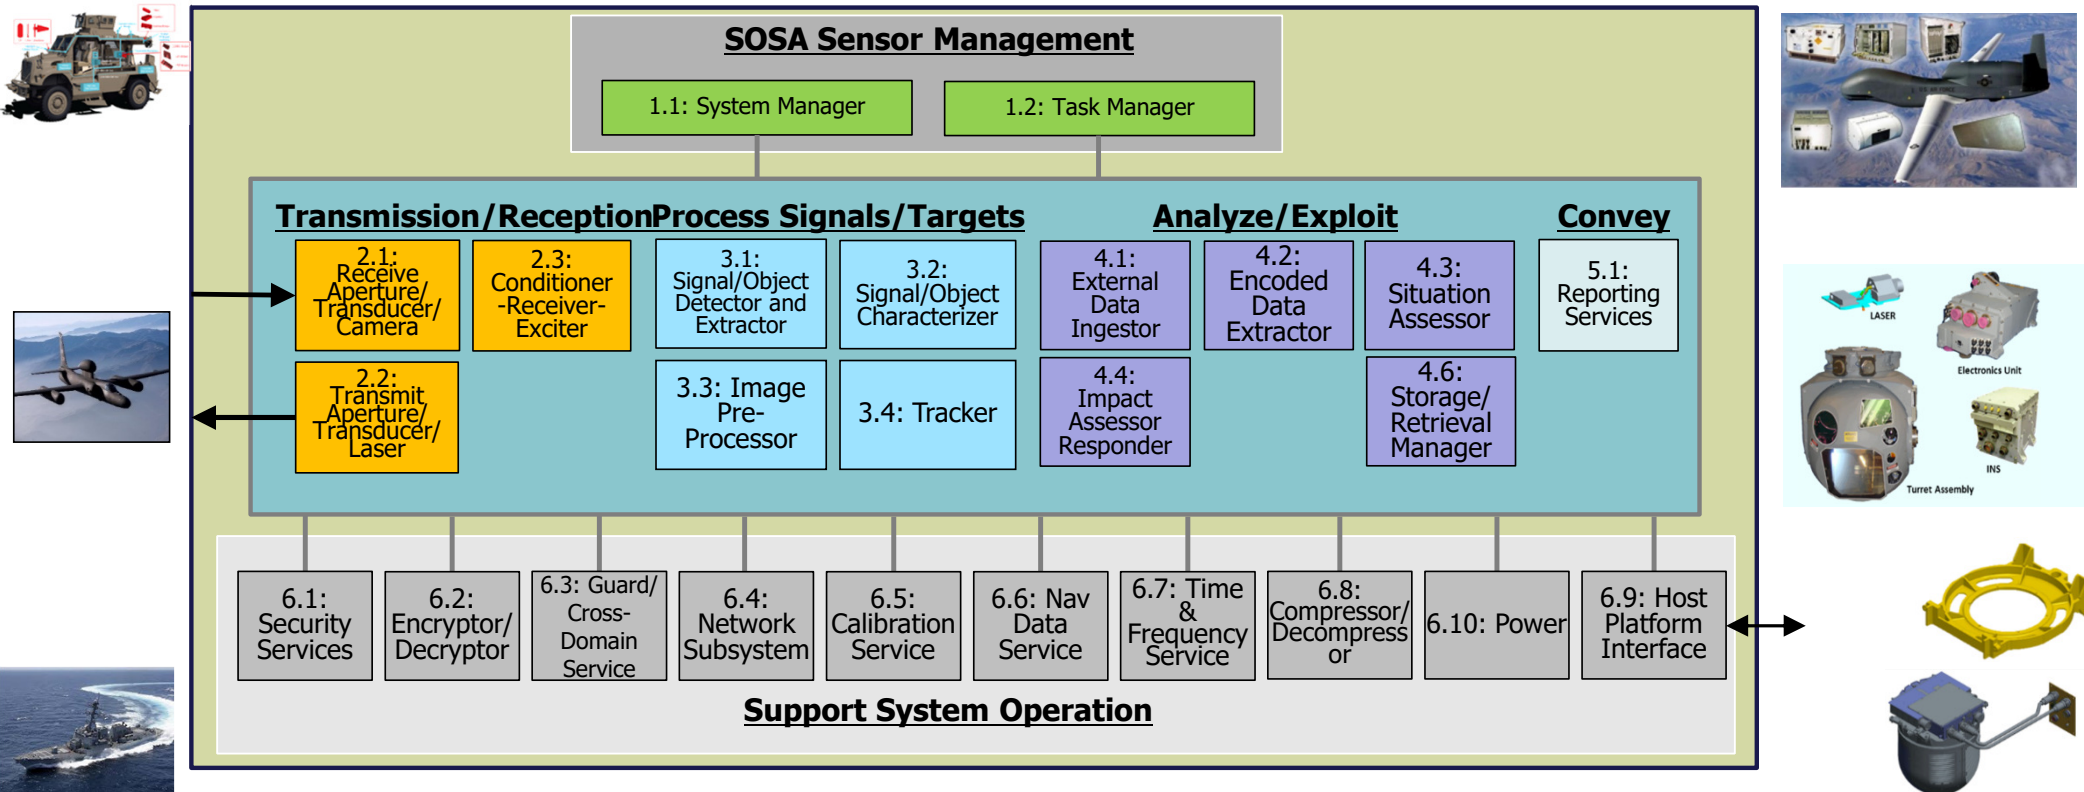 SOSA Sensor Management
1.1: System Manager
1.2: Task Manager
Transmission/Reception
Process Signals/Targets
Analyze/Exploit
Convey
2.1:
Receive
Aperture/
Transducer/
Camera
2.3:
Conditioner
-Receiver-
Exciter
3.1:
Signal/Object
Detector and
Extractor
3.2:
Signal/Object
Characterizer
4.1:
External
Data
Ingestor
4.2:
Encoded
Data
Extractor
4.3:
Situation
Assessor
5.1:
Reporting
Services
2.2:
Transmit
Aperture/
Transducer/
Laser
3.3: Image
Pre-
Processor
3.4: Tracker
4.4:
Impact
Assessor
Responder
4.6:
Storage/
Retrieval
Manager
6.1:
Security
Services
6.2:
Encryptor/
Decryptor
6.3: Guard/
Cross-
Domain
Service
6.4:
Network
Subsystem
6.5:
Calibration
Service
6.6: Nav
Data
Service
6.7: Time
&
Frequency
Service
6.8:
Compressor/
Decompress
or
6.10: Power
6.9: Host
Platform
Interface
Support System Operation
LASER
Electronics Unit
INS
Turret Assembly